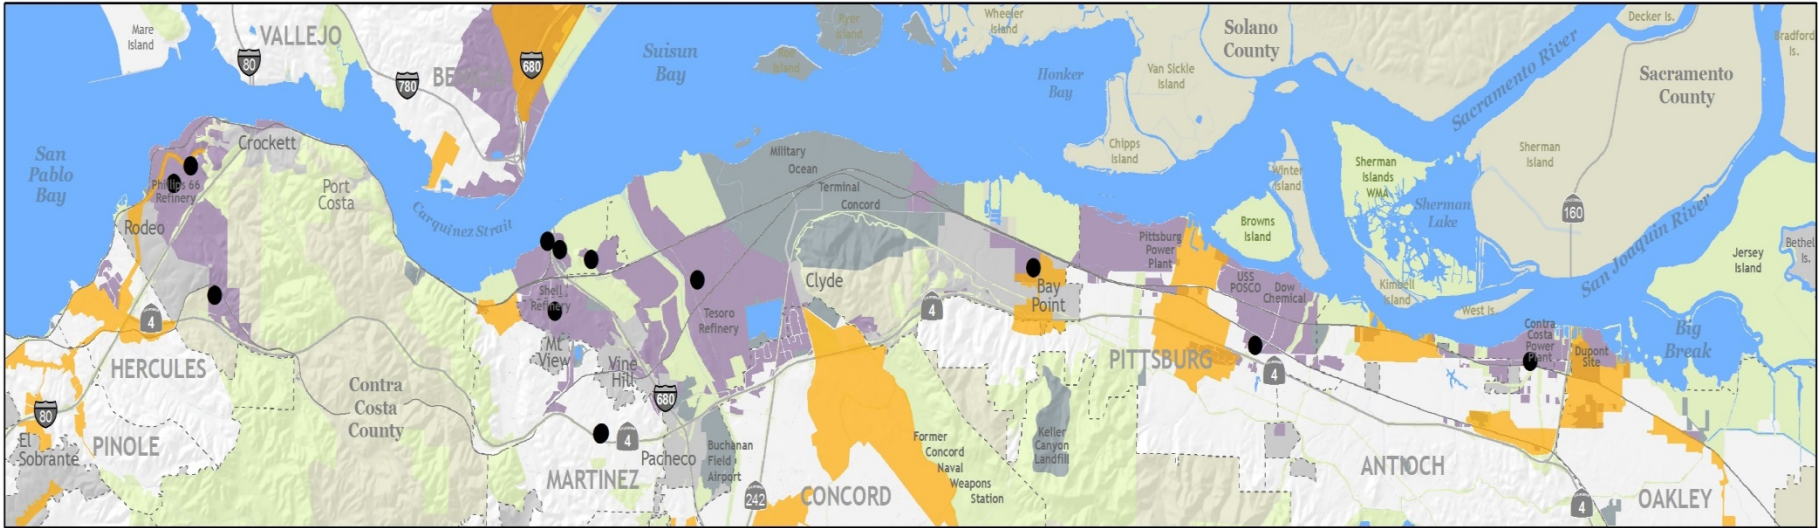 Mare
Island
VALLEJO
80
780
680
Suisun
Bay
Ryer
Island
Roe
Island
Wheeler
Island
Honker
Bay
Van Sickle
Island
Chipps
Island
Solano
County
Decker Is.
Bradford
Is.
Sacramento River
Sacramento
County
San
Pablo
Bay
Crockett
Phillips 66
Refinery
Rodeo
Port
Costa
Carquinez Strait
Military
Ocean
Terminal
Concord
Winter
Island
Sherman
Islands
WMA
Sherman
Island
Sherman
Lake
160
San Joaquin River
Browns
Island
Jersey
Island
Bethel
Is.
Pittsburg
Power
Plant
USS
POSCO
Dow
Chemical
Kimball
Island
West Is.
Clyde
Bay
Point
Shell
Refinery
Tesoro
Refinery
4
4
HERCULES
Mt
View
Vine
Hill
PITTSBURG
4
Contra
Costa
Power
Plant
Dupont
Site
Big
Break
Contra
Costa
County
80
680
El
Sobrante
PINOLE
4
Pacheco
MARTINEZ
Buchanan
Field
Airport
242
CONCORD
Former
Concord
Naval
Weapons
Station
Keller
Canyon
Landfill
ANTIOCH
4
OAKLEY